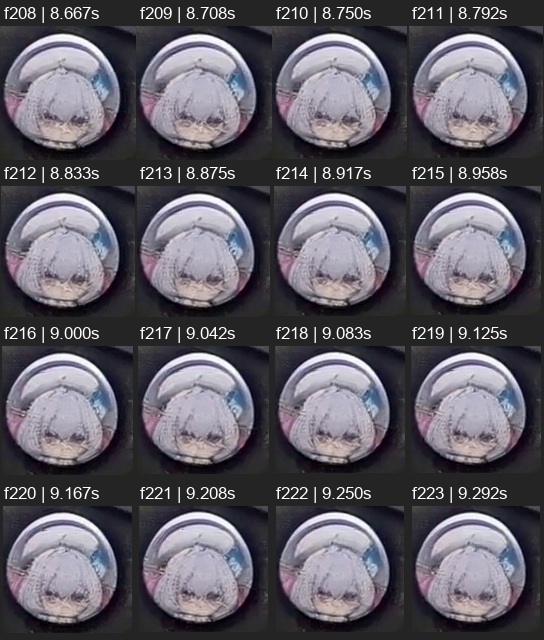 f208 | 8.667s f209 | 8.708s f210 | 8.750s f211 | 8.792s
f212 | 8.833s f213 | 8.875s f214 | 8.917s f215 | 8.958s
f216 | 9.000s f217 | 9.042s f218 | 9.083s f219 | 9.125s
f220 | 9.167s f221 | 9.208s f222 | 9.250s f223 | 9.292s